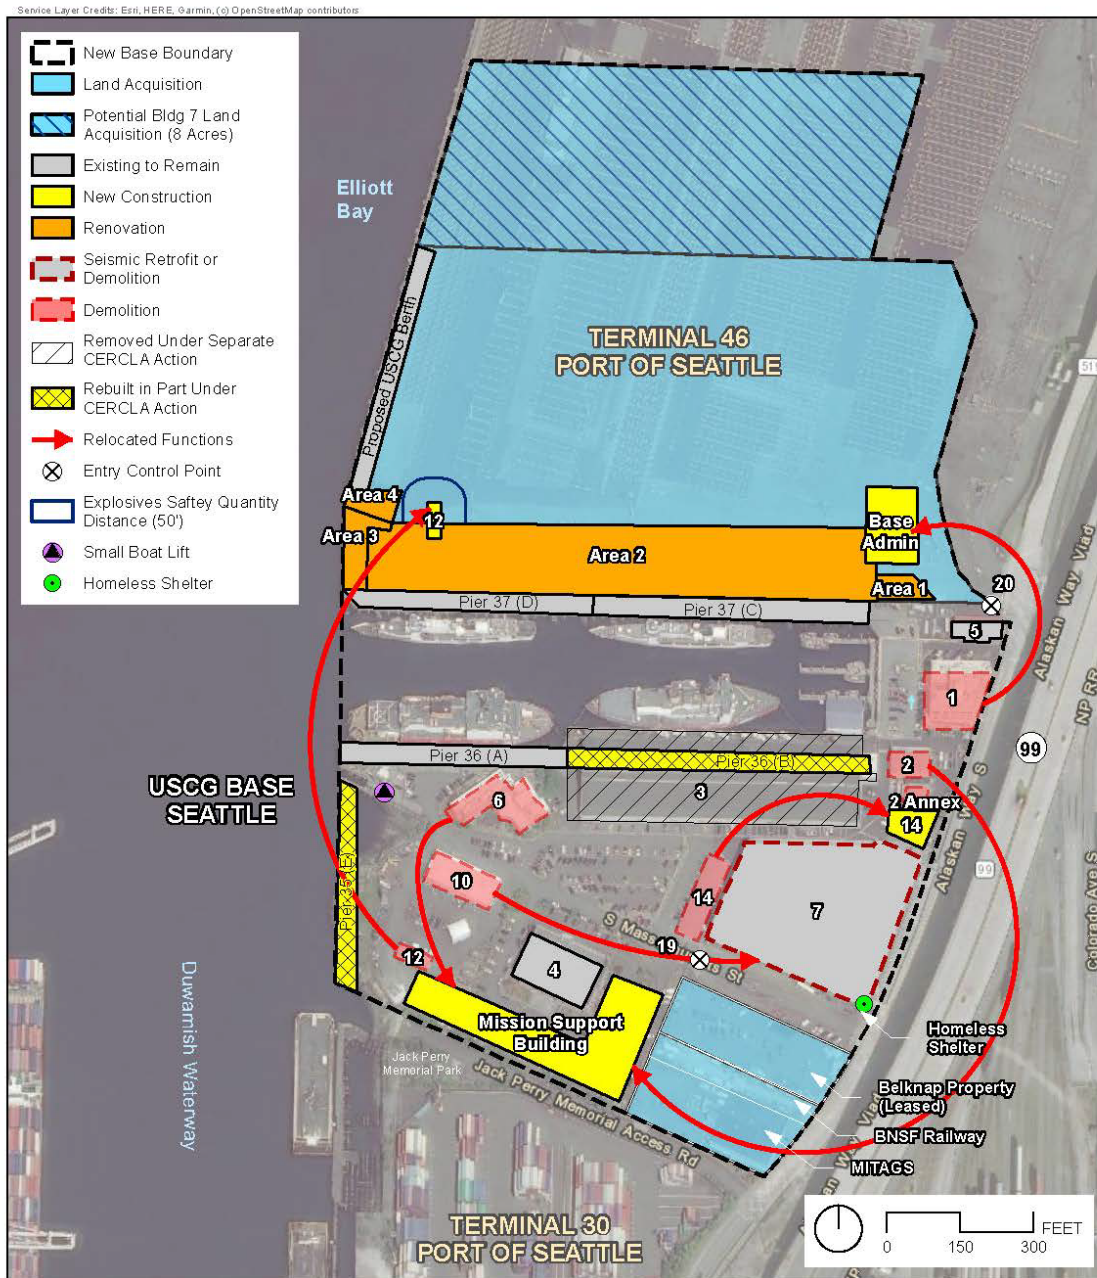 Service Layer Credits: Esri, HERE, Garmin, (c) OpenStreetMap contributors
New Base Boundary
Land Acquisition
Potential Bldg 7 Land
Acquisition (8 Acres)
Existing to Remain
New Construction
Renovation
Seismic Retrofit or
Demolition
Demolition
Removed Under Separate
CERCLA Action
Rebuilt in Part Under
CERCLA Action
Relocated Functions
Entry Control Point
Explosives Saftey Quantity
Distance (50')
Small Boat Lift
Homeless Shelter
Elliott
Bay
TERMINAL 46
PORT OF SEATTLE
Proposed USCG Berth
Area 4
Area 3
12
Area 2
Base
Admin
Area 1
20
Pier 37 (D)
Pier 37 (C)
5
1
Alaskan Way Viad
NP RR
99
Pier 36 (A)
Pier 36 (B)
2
3
2 Annex
14
USCG BASE
SEATTLE
6
10
14
7
Alaskan Way S
99
Colorado Ave S
Pier 35 (E)
12
4
19
S Massachusetts St
Mission Support
Building
Duwamish Waterway
Jack Perry
Memorial Park
Jack Perry Memorial Access Rd
Homeless
Shelter
Belknap Property
(Leased)
BNSF Railway
MITAGS
TERMINAL 30
PORT OF SEATTLE
0 150 300
FEET